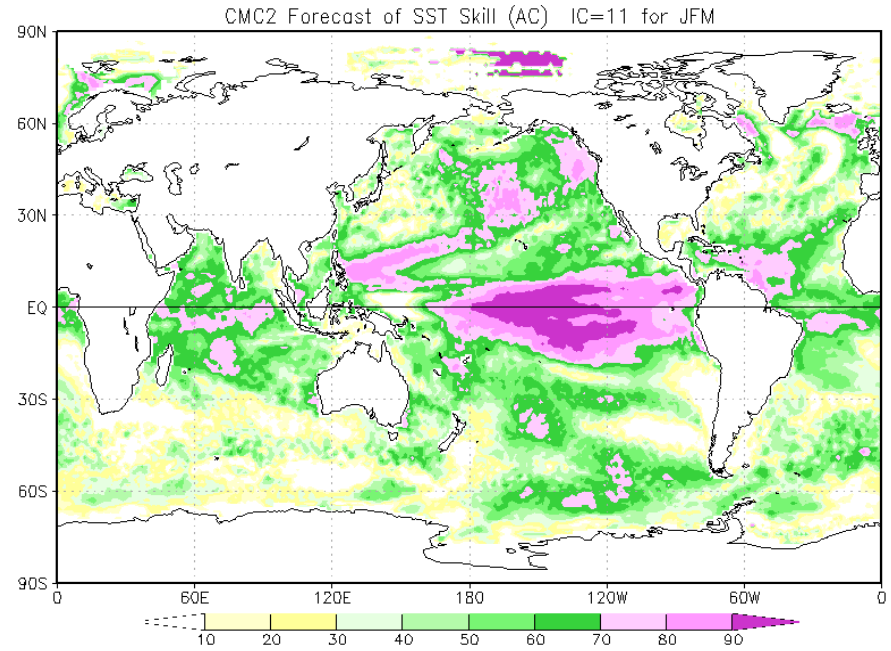 CMC2 Forecast of SST Skill (AC) IC=11 for JFM
90N
60N
30N
EQ
30S
60S
90S
0 60E 120E 180 120W 60W 0
10 20 30 40 50 60 70 80 90